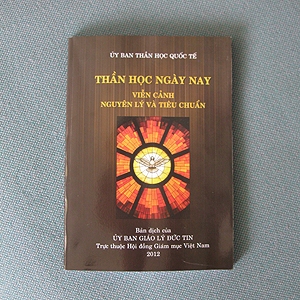 ỦY BAN THẦN HỌC QUỐC TẾ
THẦN HỌC NGÀY NAY
VIỄN CẢNH
NGUYÊN LÝ VÀ TIÊU CHUẨN
Bản dịch của
ỦY BAN GIÁO LÝ ĐỨC TIN
Trực thuộc Hội đồng Giám mục Việt Nam
2012